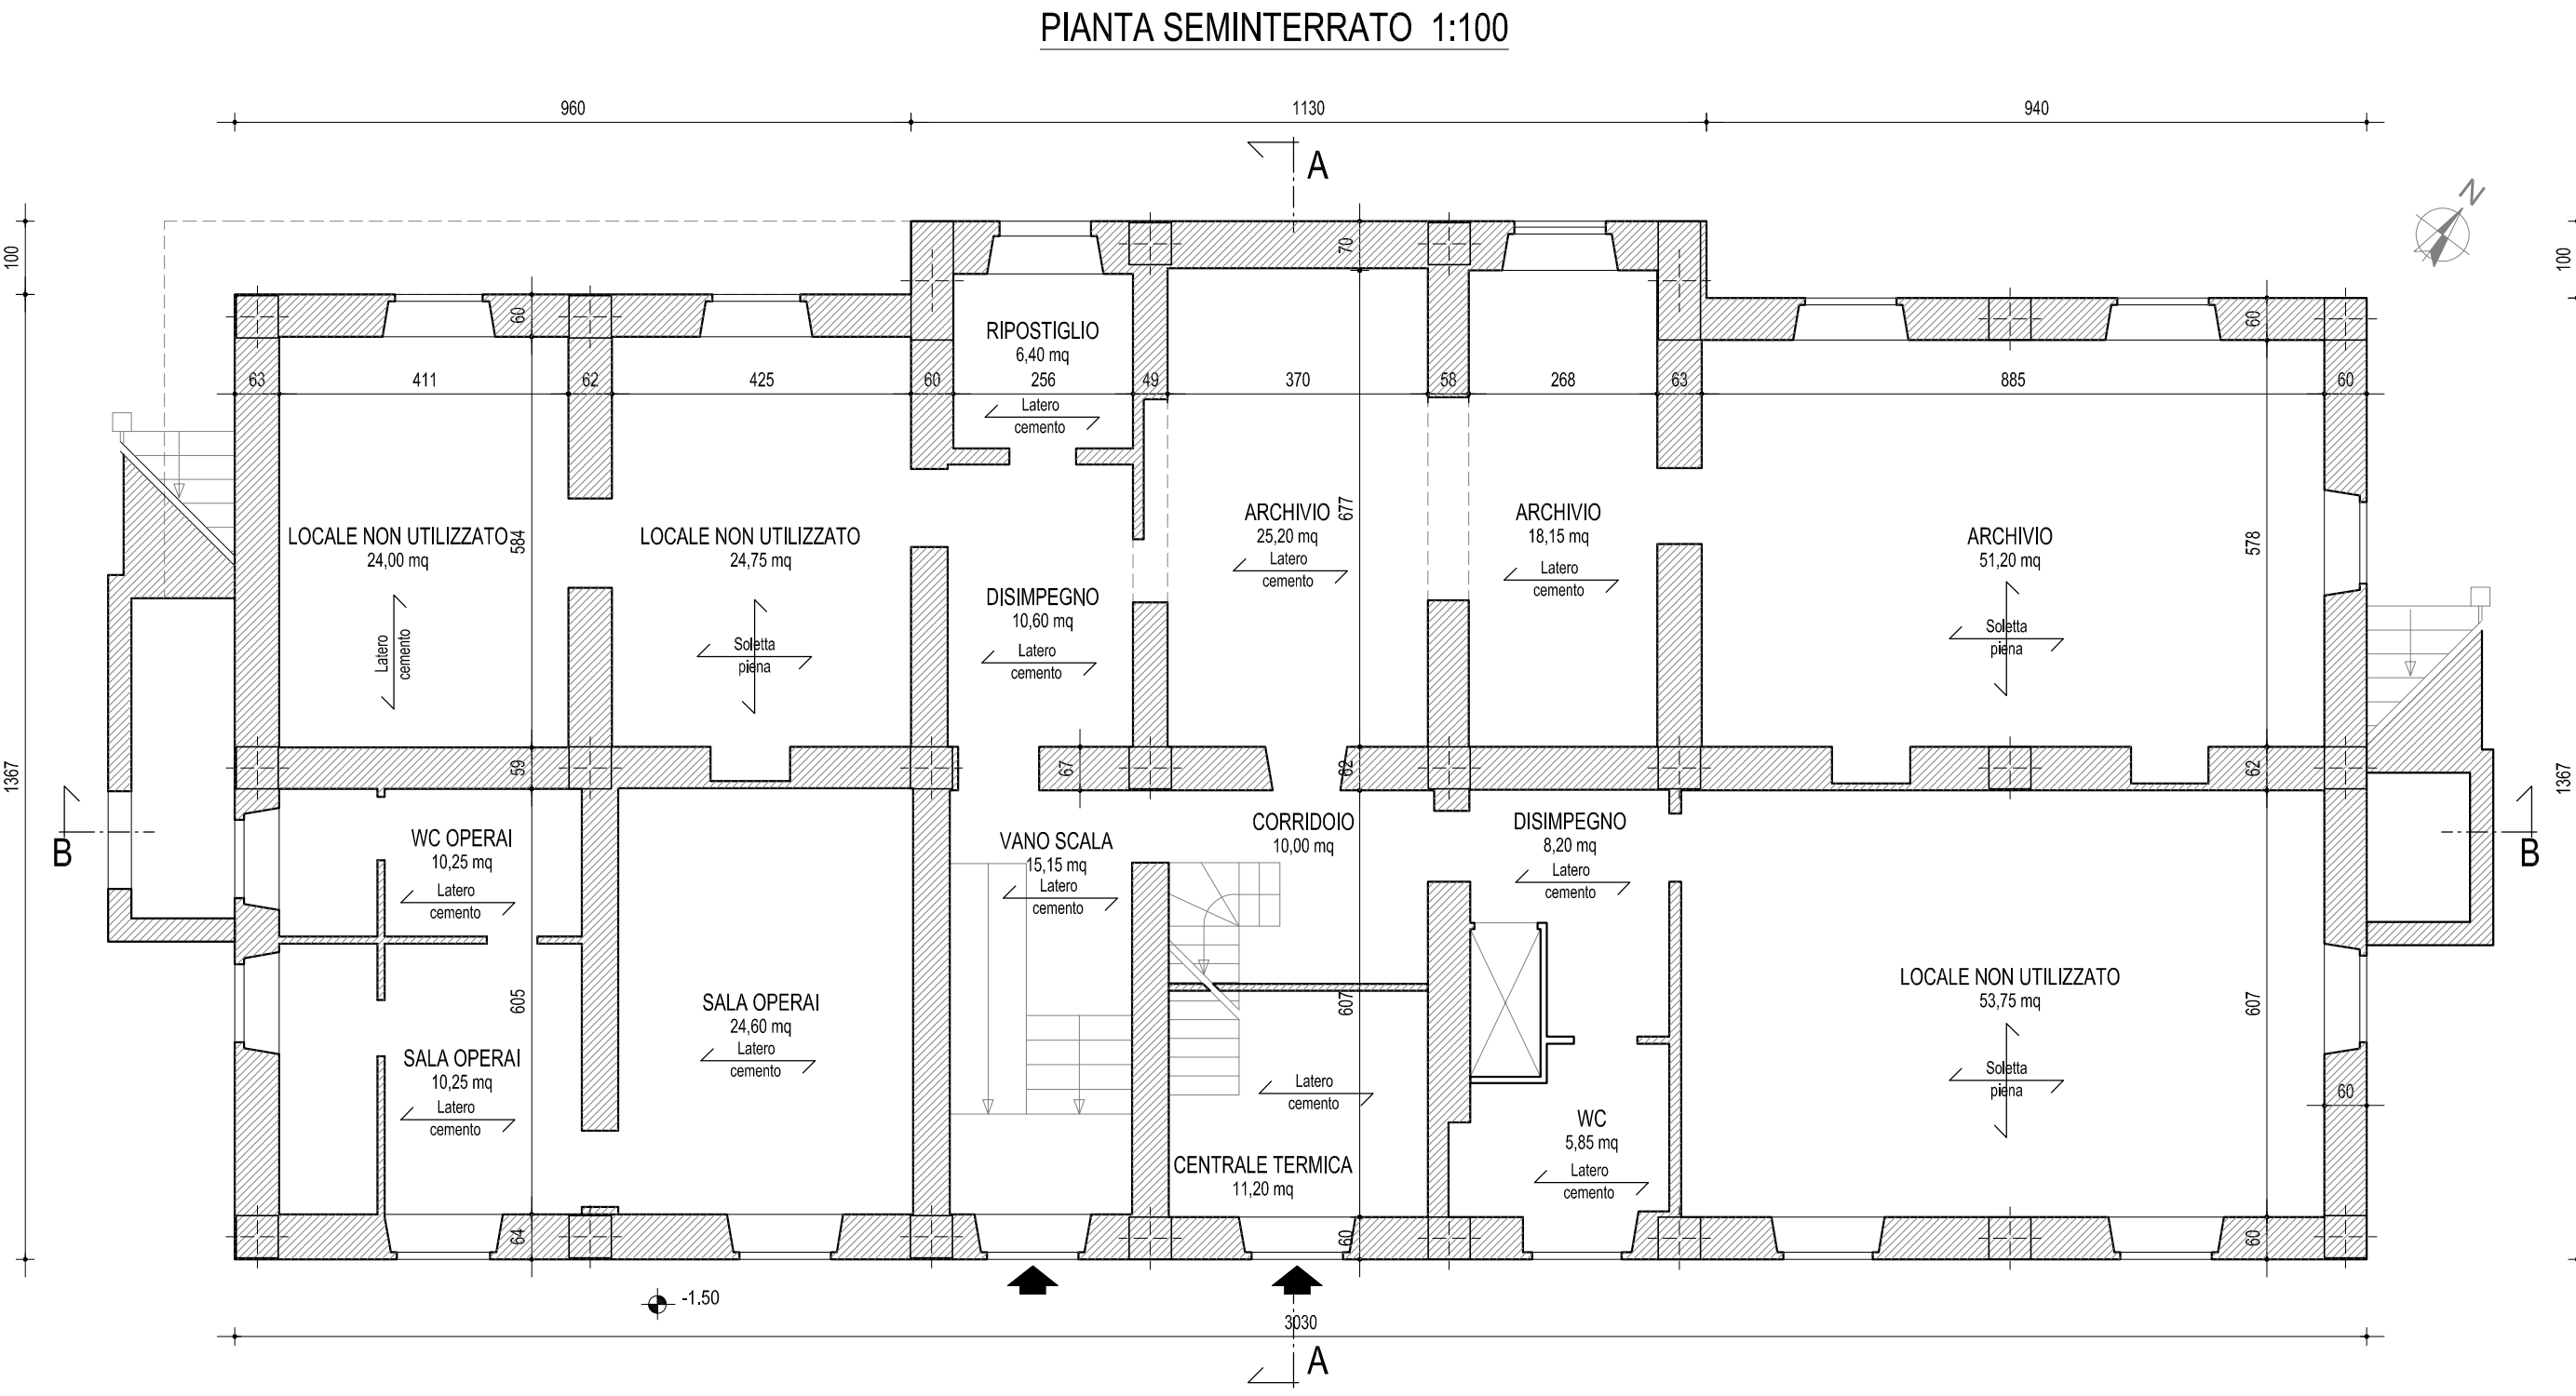 PIANTA SEMINTERRATO 1:100
960
1130
940
A
N
100
100
70
60
60
RIPOSTIGLIO
6,40 mq
63
411
62
425
60
256
49
370
58
268
63
885
60
Latero
cemento
LOCALE NON UTILIZZATO
24,00 mq
584
LOCALE NON UTILIZZATO
24,75 mq
ARCHIVIO
25,20 mq
677
Latero
cemento
ARCHIVIO
18,15 mq
Latero
cemento
ARCHIVIO
51,20 mq
578
DISIMPEGNO
10,60 mq
Latero
cemento
Latero
cemento
Soletta
piena
Soletta
piena
1367
59
67
62
62
1367
B
WC OPERAI
10,25 mq
Latero
cemento
VANO SCALA
15,15 mq
Latero
cemento
CORRIDOIO
10,00 mq
DISIMPEGNO
8,20 mq
Latero
cemento
B
605
SALA OPERAI
24,60 mq
Latero
cemento
607
LOCALE NON UTILIZZATO
53,75 mq
607
SALA OPERAI
10,25 mq
Latero
cemento
Latero
cemento
Soletta
piena
60
WC
5,85 mq
Latero
cemento
CENTRALE TERMICA
11,20 mq
64
60
60
-1.50
3030
A